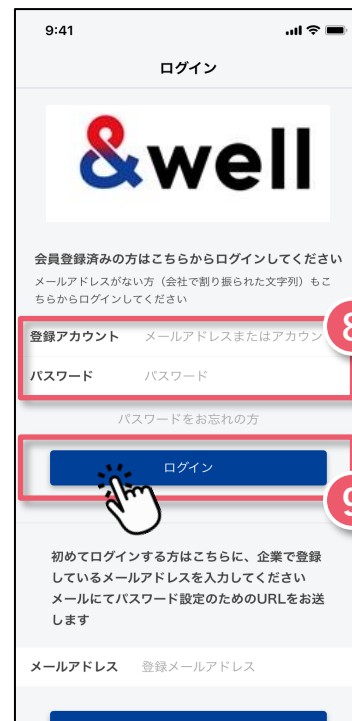 9:41
ログイン
&well
会員登録済みの方はこちらからログインしてください
メールアドレスがない方（会社で割り振られた文字列）もこ
ちらからログインしてください
登録アカウント メールアドレスまたはアカウン
8
パスワード パスワード
パスワードをお忘れの方
ログイン
9
初めてログインする方はこちらに、企業で登録
しているメールアドレスを入力してください
メールにてパスワード設定のためのURLをお送
します
メールアドレス 登録メールアドレス